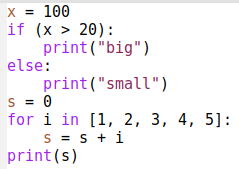 x = 100
if (x > 20):
    print("big")
else:
    print("small")
s = 0
for i in [1, 2, 3, 4, 5]:
    s = s + i
print(s)